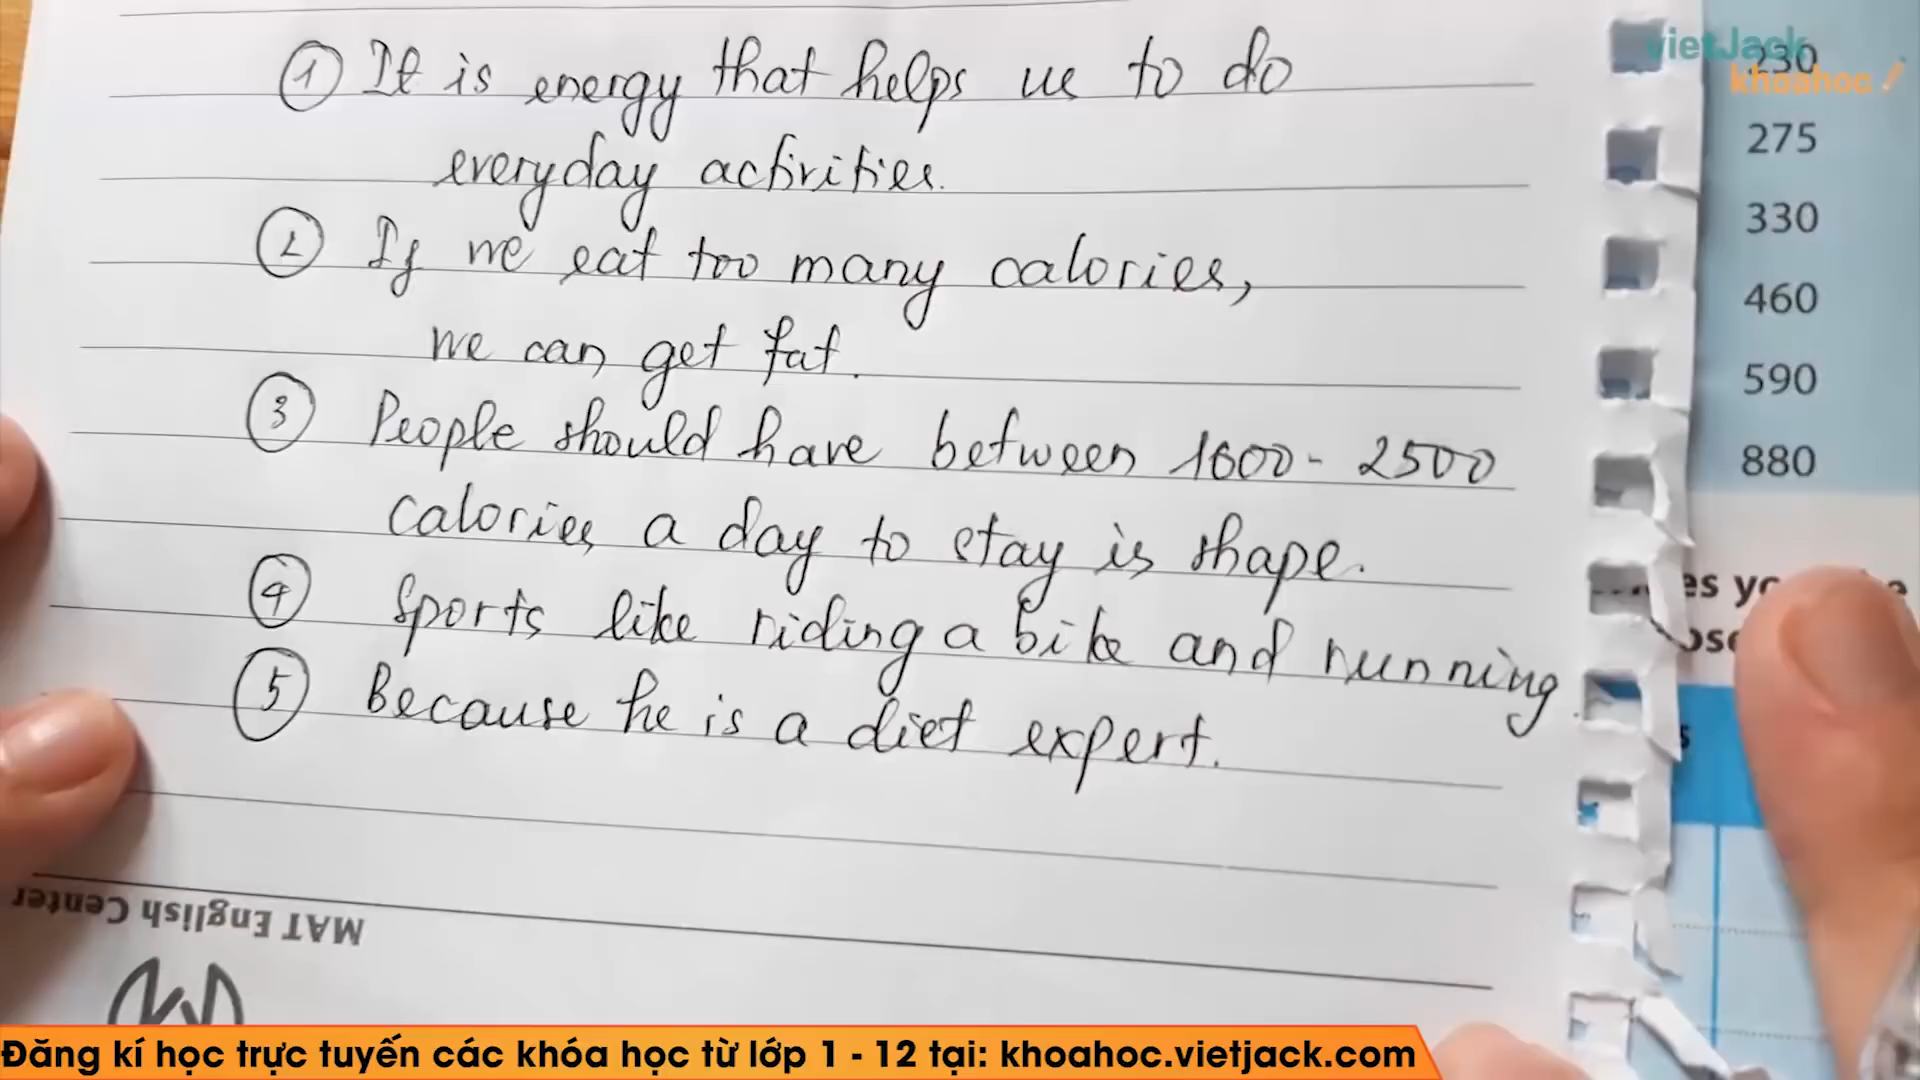 ① It is energy that helps us to do
everyday activities.
② If we eat too many calories,
we can get fat.
③ People should have between 1600 - 2500
calories a day to stay is shape.
④ Sports like riding a bike and running.
⑤ Because he is a diet expert.
MAT English Center
vietJack
khoahoc
230
275
330
460
590
880
Đăng kí học trực tuyến các khóa học từ lớp 1 - 12 tại: khoahoc.vietjack.com